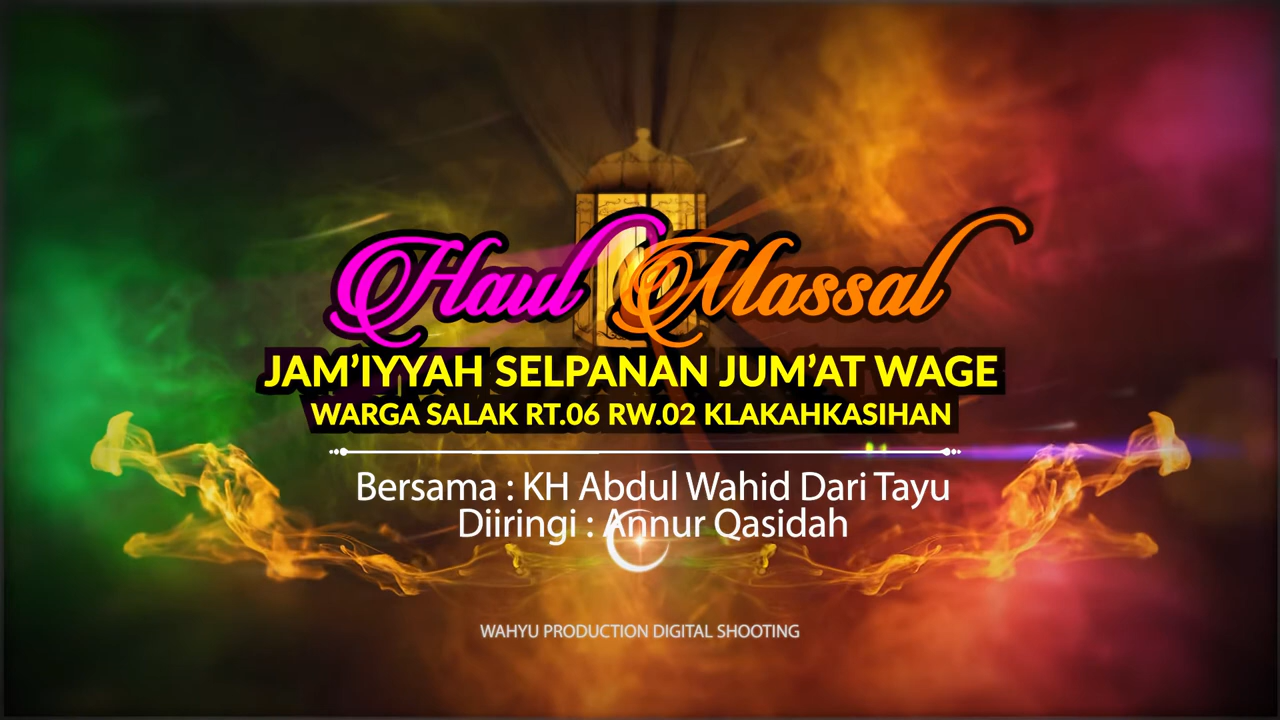 Haul Massal
JAM’IYYAH SELPANAN JUM’AT WAGE
WARGA SALAK RT.06 RW.02 KLAKAHKASIHAN
Bersama : KH Abdul Wahid Dari Tayu
Diiringi : Annur Qasidah
WAHYU PRODUCTION DIGITAL SHOOTING